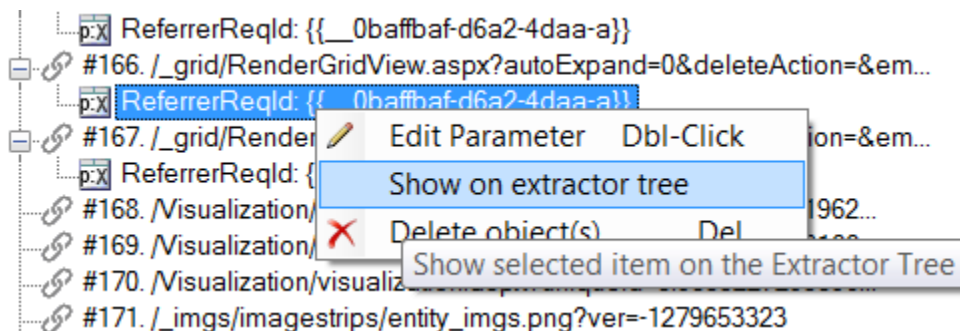 p:X ReferrerReqId: {{__0baffbaf-d6a2-4daa-a}}
#166. /_grid/RenderGridView.aspx?autoExpand=0&deleteAction=&em...
p:X ReferrerReqId: {{__0baffbaf-d6a2-4daa-a}}
#167. /_grid/Render
ion=&em...
p:X ReferrerReqId: {
#168. /Visualization/
1962...
#169. /Visualization/
#170. /Visualization/visualiz
#171. /_imgs/imagestrips/entity_imgs.png?ver=-1279653323
Edit Parameter Dbl-Click
Show on extractor tree
Delete object(s) Del
Show selected item on the Extractor Tree